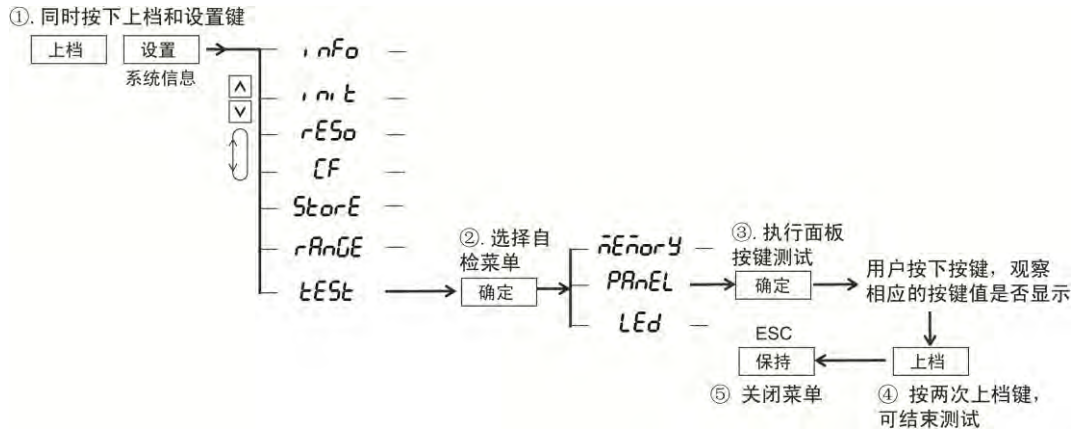 ①. 同时按下上档和设置键
上档 设置
系统信息
inFo
init
rESo
CF
StorE
rAnGE
tESt
②. 选择自
检菜单
确定
mEmorY
PAnEL
LEd
③. 执行面板
按键测试
确定
用户按下按键，观察
相应的按键值是否显示
上档
④ 按两次上档键，
可结束测试
ESC
保持
⑤ 关闭菜单